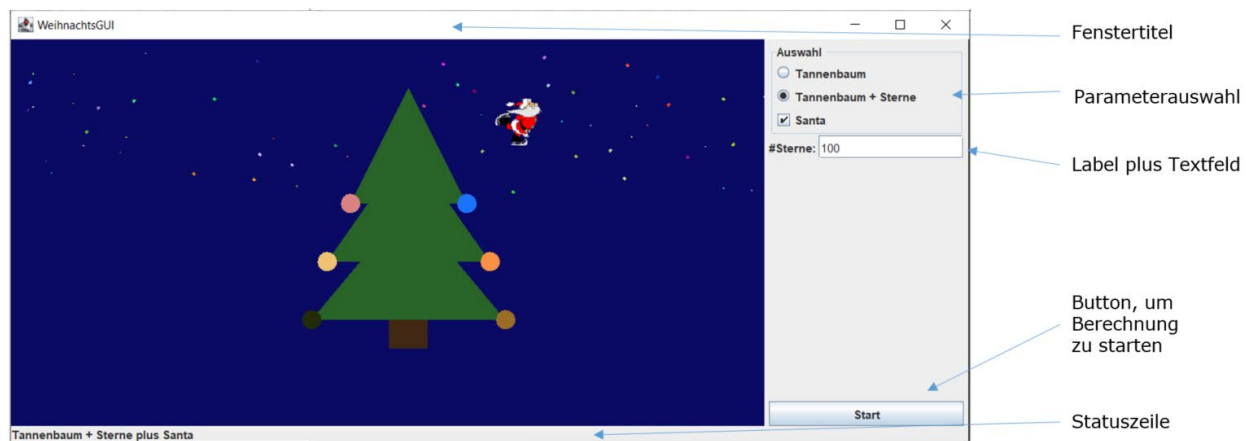 WeihnachtsGUI
Fenstertitel
Auswahl
Tannenbaum
Tannenbaum + Sterne
Santa
Parameterauswahl
#Sterne: 100
Label plus Textfeld
Button, um
Berechnung
zu starten
Start
Tannenbaum + Sterne plus Santa
Statuszeile